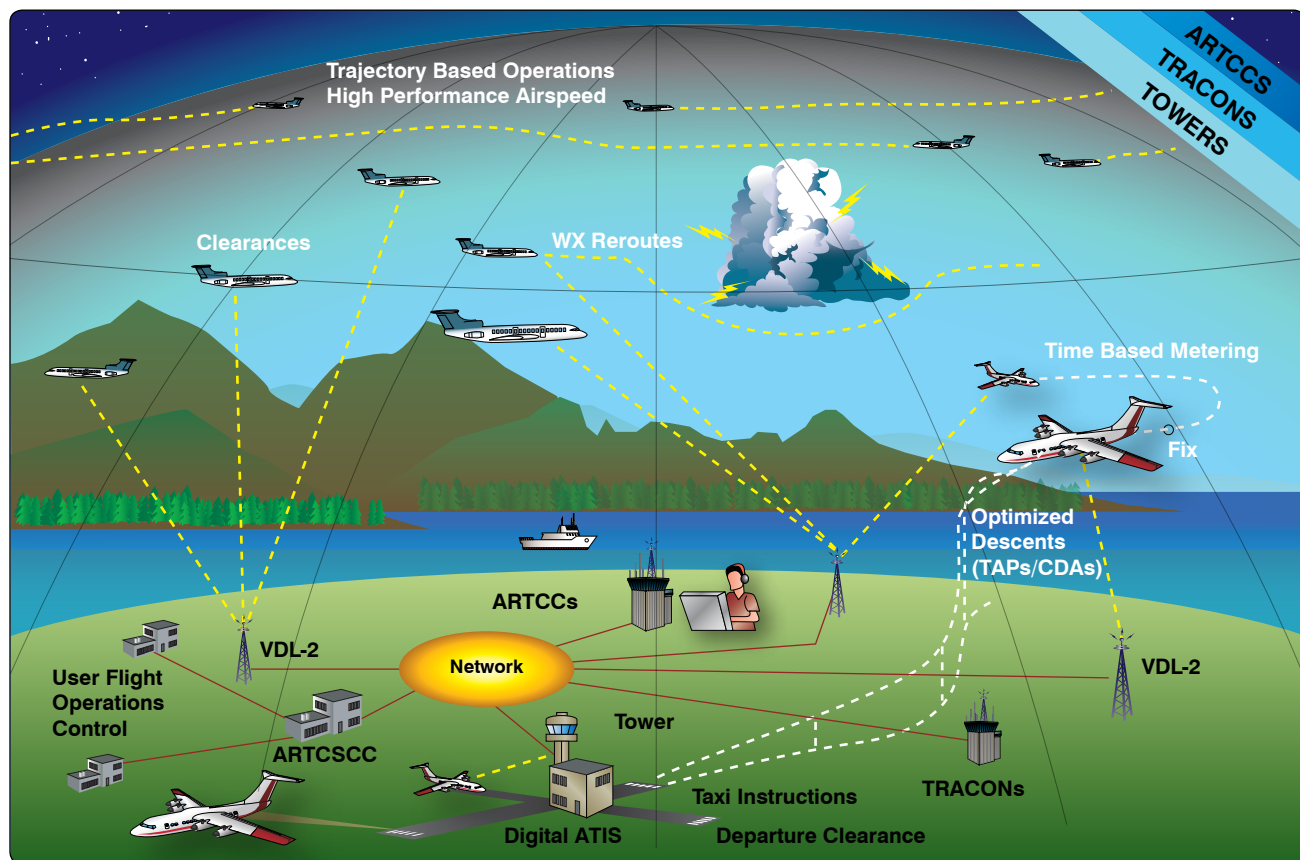 Trajectory Based Operations
High Performance Airspeed
ARTCCS
TRACONS
TOWERS
Clearances
WX Reroutes
Time Based Metering
Fix
Optimized
Descents
(TAPs/CDAs)
ARTCCs
VDL-2
Network
VDL-2
User Flight
Operations
Control
Tower
ARTCSCC
TRACONs
Taxi Instructions
Digital ATIS
Departure Clearance